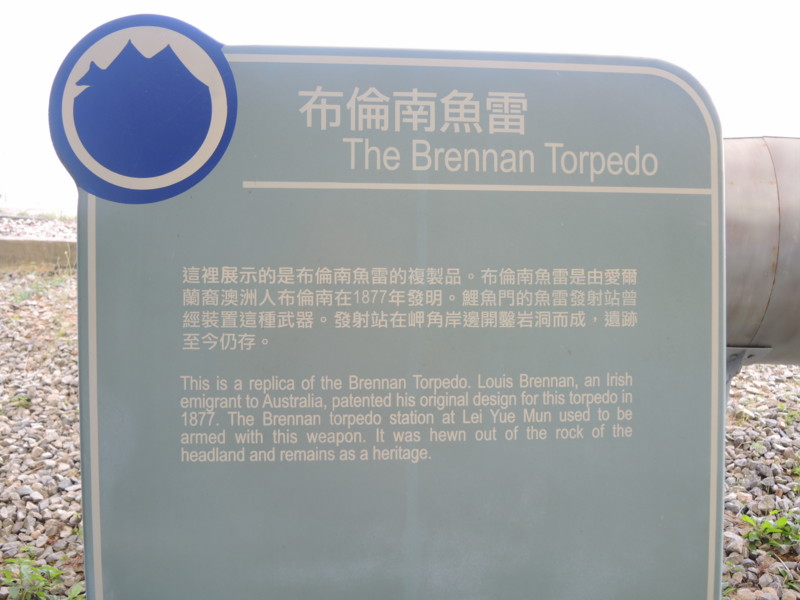 布倫南魚雷
The Brennan Torpedo
這裡展示的是布倫南魚雷的複製品。布倫南魚雷是由愛爾
蘭裔澳洲人布倫南在1877年發明。鯉魚門的魚雷發射站曾
經裝置這種武器。發射站在岬角岸邊開鑿岩洞而成，遺跡
至今仍存。
This is a replica of the Brennan Torpedo. Louis Brennan, an Irish
emigrant to Australia, patented his original design for this torpedo in
1877. The Brennan torpedo station at Lei Yue Mun used to be
armed with this weapon. It was hewn out of the rock of the
headland and remains as a heritage.